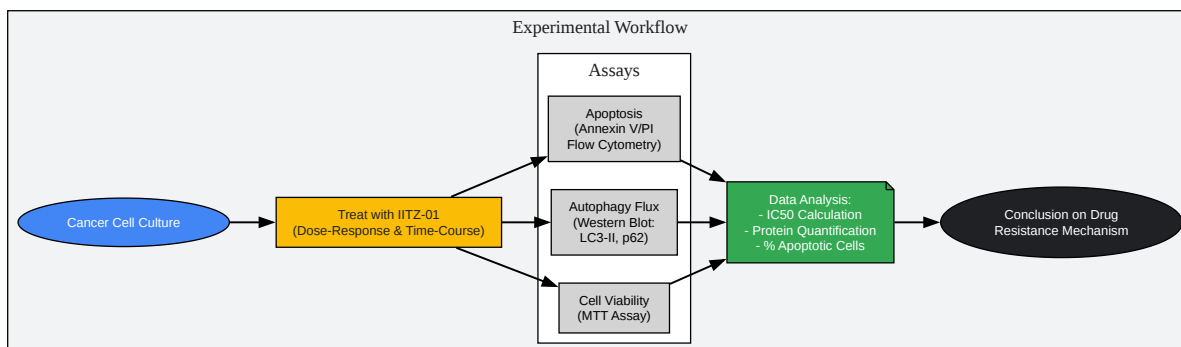 Experimental Workflow
Assays
Cancer Cell Culture
Treat with IITZ-01
(Dose-Response & Time-Course)
Apoptosis
(Annexin V/PI
Flow Cytometry)
Autophagy Flux
(Western Blot:
LC3-II, p62)
Cell Viability
(MTT Assay)
Data Analysis:
- IC50 Calculation
- Protein Quantification
- % Apoptotic Cells
Conclusion on Drug
Resistance Mechanism